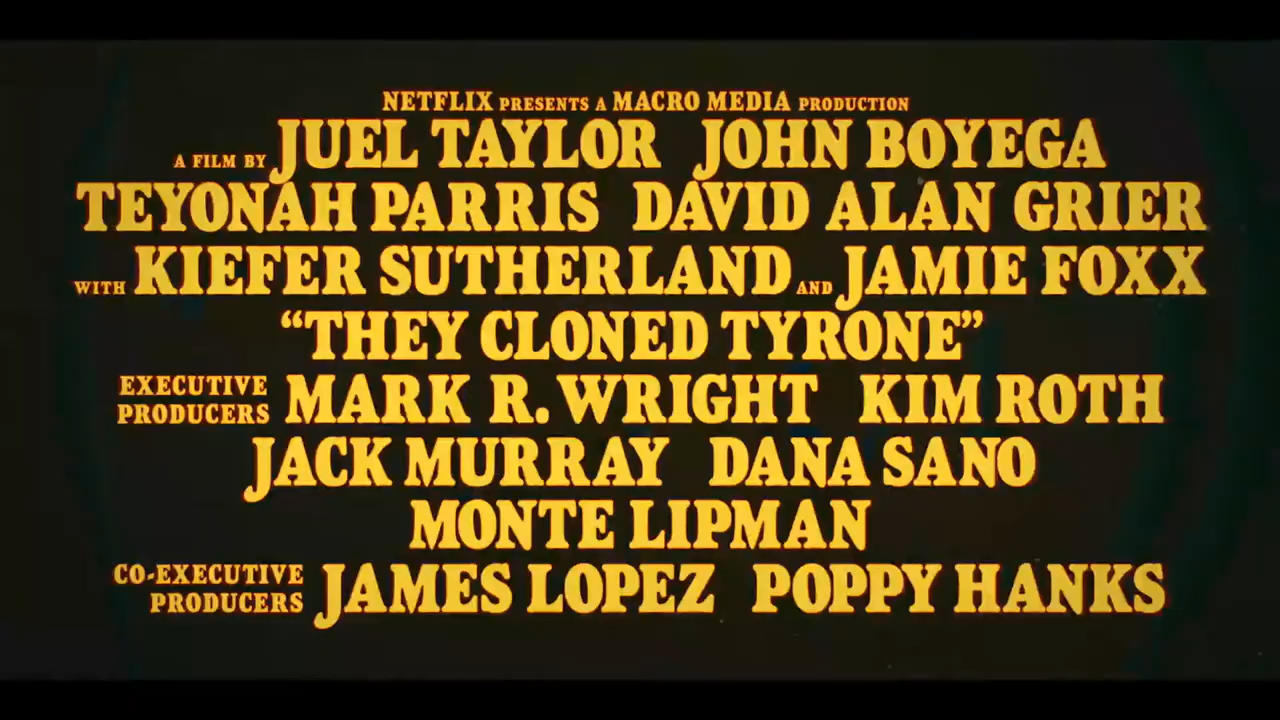 NETFLIX PRESENTS A MACRO MEDIA PRODUCTION
A FILM BY JUEL TAYLOR JOHN BOYEGA
TEYONAH PARRIS DAVID ALAN GRIER
WITH KIEFER SUTHERLAND AND JAMIE FOXX
“THEY CLONED TYRONE”
EXECUTIVE PRODUCERS MARK R. WRIGHT KIM ROTH
JACK MURRAY DANA SANO
MONTE LIPMAN
CO-EXECUTIVE PRODUCERS JAMES LOPEZ POPPY HANKS